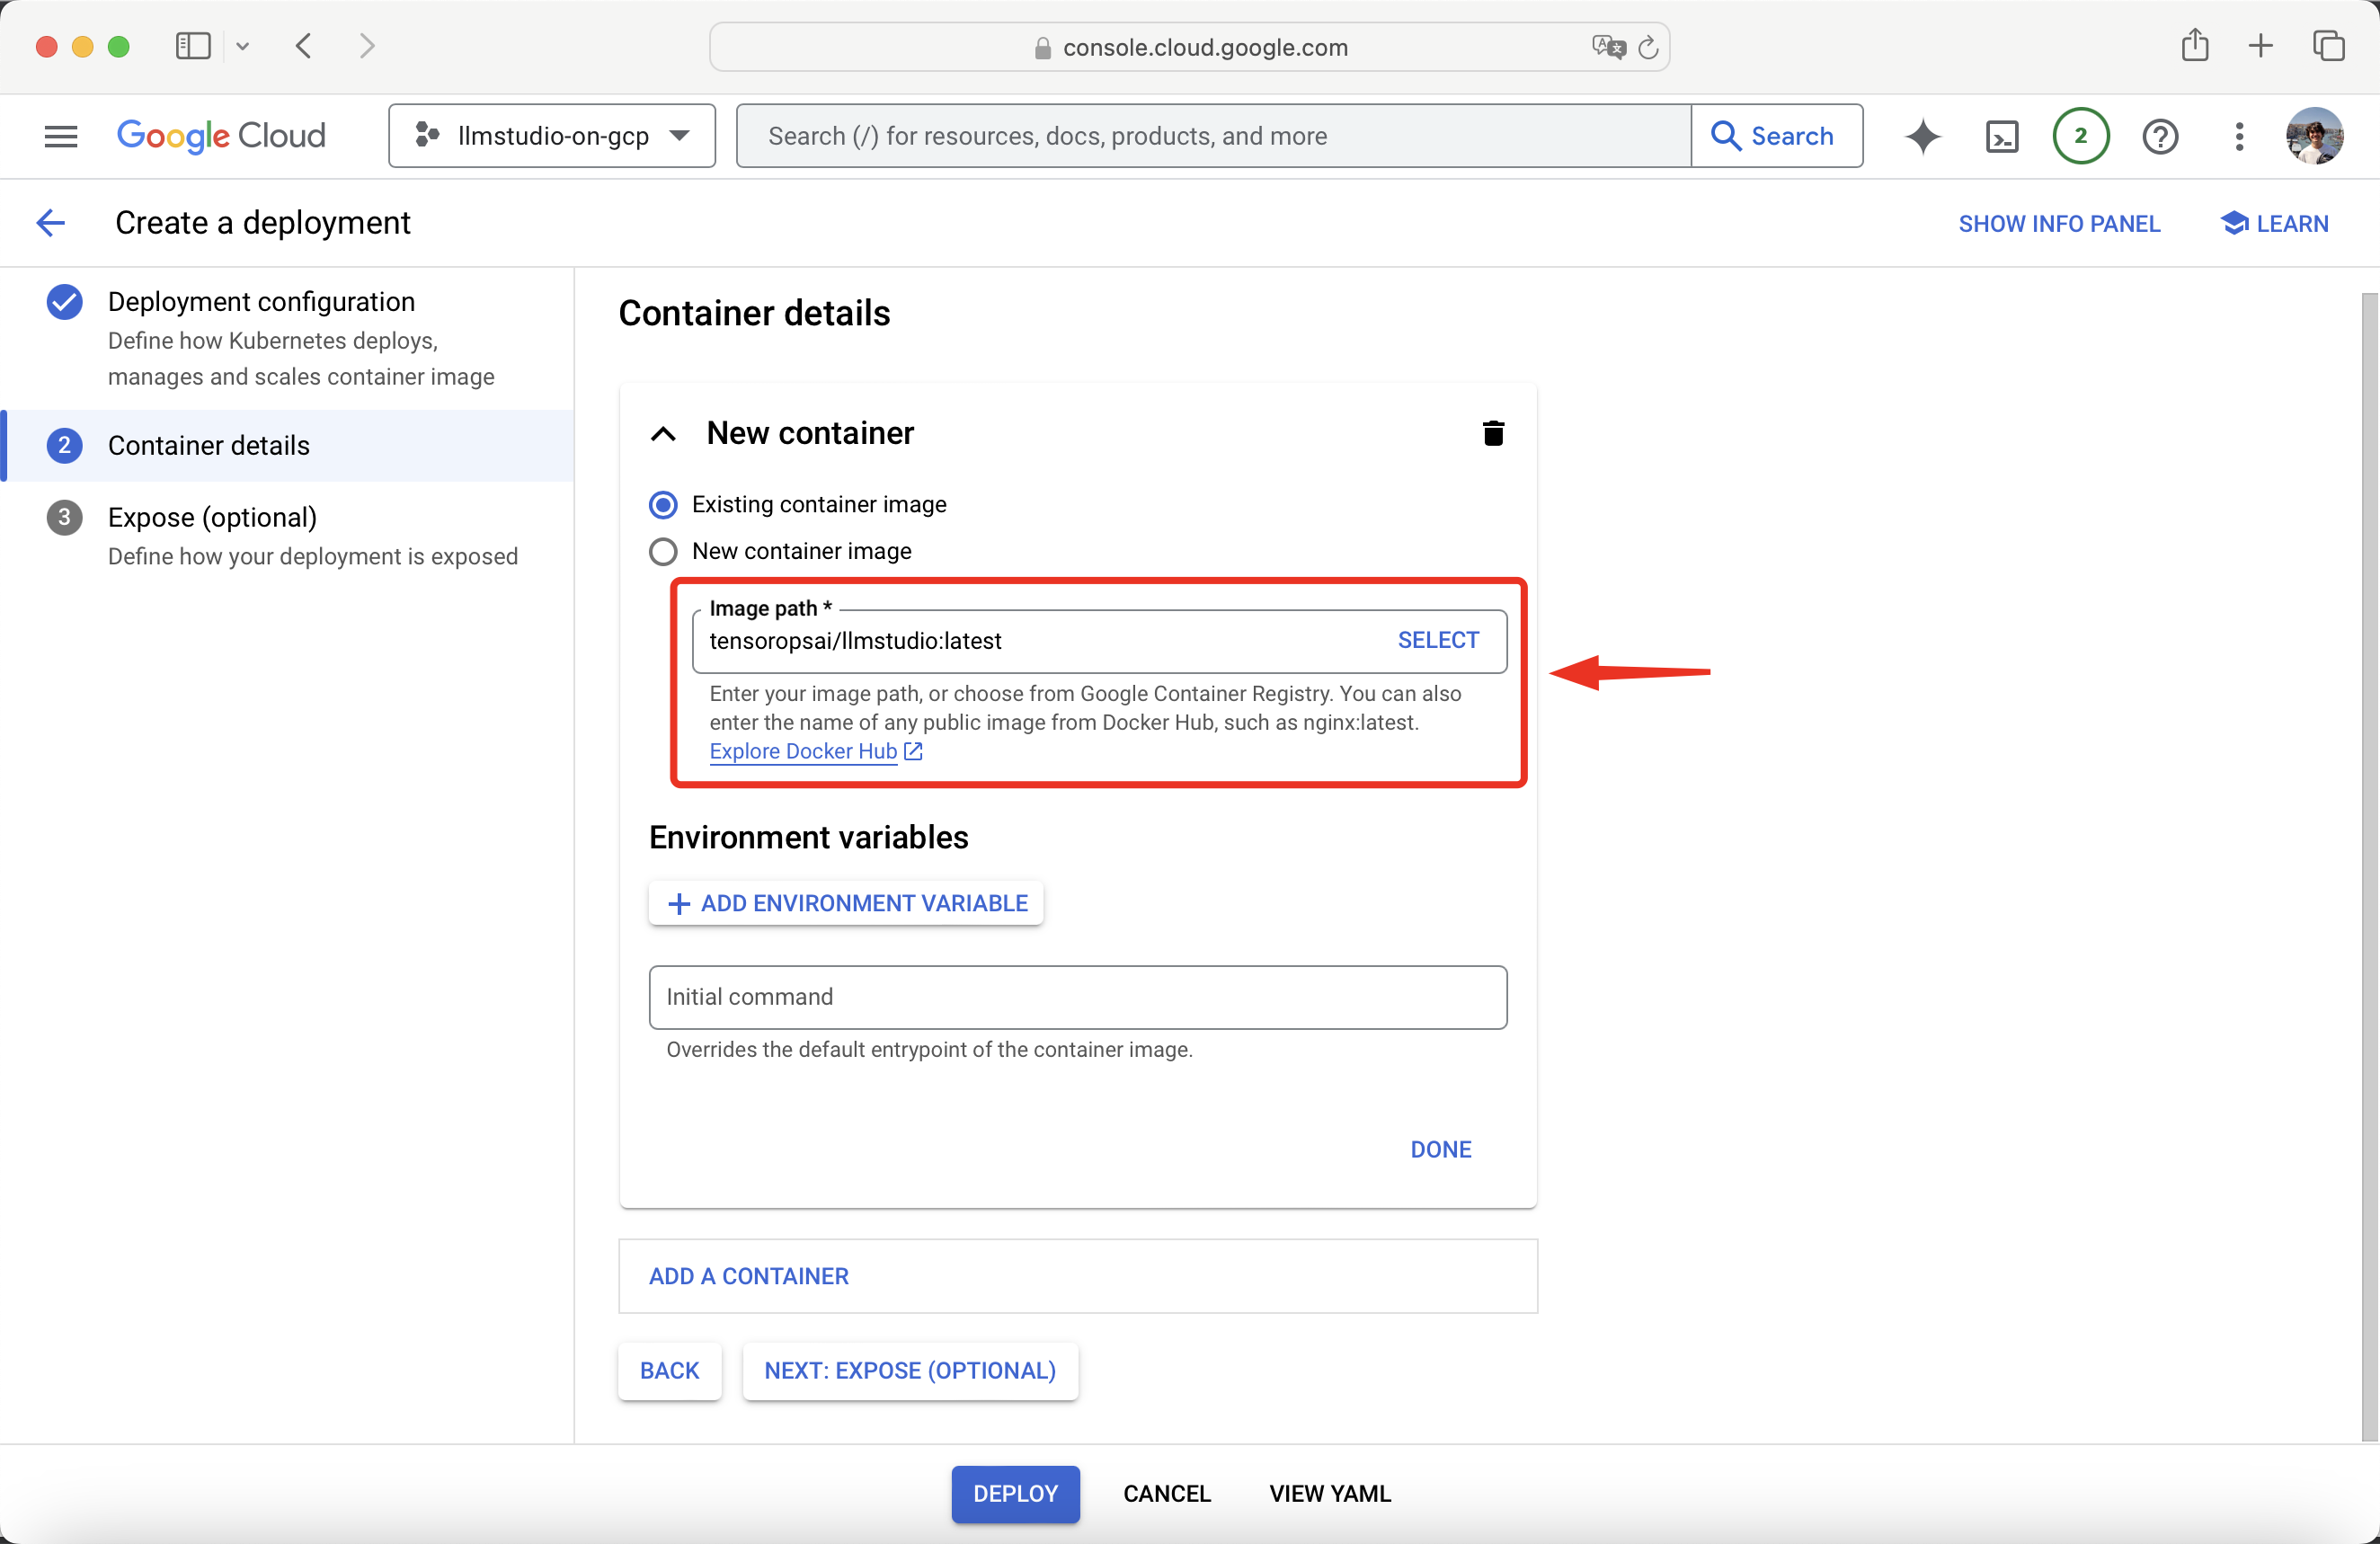 console.cloud.google.com
Google Cloud
llmstudio-on-gcp
Search (/) for resources, docs, products, and more
Search
2
Create a deployment
SHOW INFO PANEL
LEARN
Deployment configuration
Define how Kubernetes deploys,
manages and scales container image
2
Container details
3
Expose (optional)
Define how your deployment is exposed
Container details
New container
Existing container image
New container image
Image path *
tensoropsai/llmstudio:latest
SELECT
Enter your image path, or choose from Google Container Registry. You can also
enter the name of any public image from Docker Hub, such as nginx:latest.
Explore Docker Hub
Environment variables
ADD ENVIRONMENT VARIABLE
Initial command
Overrides the default entrypoint of the container image.
DONE
ADD A CONTAINER
BACK
NEXT: EXPOSE (OPTIONAL)
DEPLOY
CANCEL
VIEW YAML